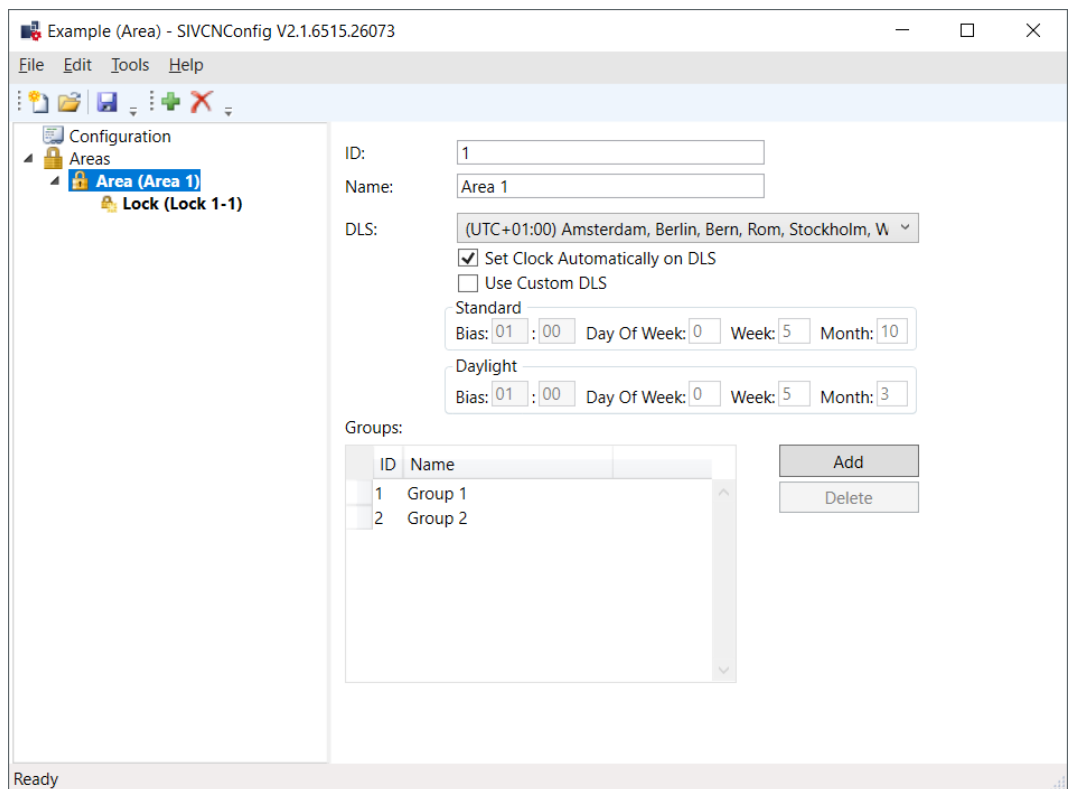 Example (Area) - SIVCNConfig V2.1.6515.26073
File Edit Tools Help
Configuration
Areas
Area (Area 1)
Lock (Lock 1-1)
ID: 1
Name: Area 1
DLS: (UTC+01:00) Amsterdam, Berlin, Bern, Rom, Stockholm, W
Set Clock Automatically on DLS
Use Custom DLS
Standard
Bias: 01 : 00 Day Of Week: 0 Week: 5 Month: 10
Daylight
Bias: 01 : 00 Day Of Week: 0 Week: 5 Month: 3
Groups:
ID Name
1 Group 1
2 Group 2
Add
Delete
Ready